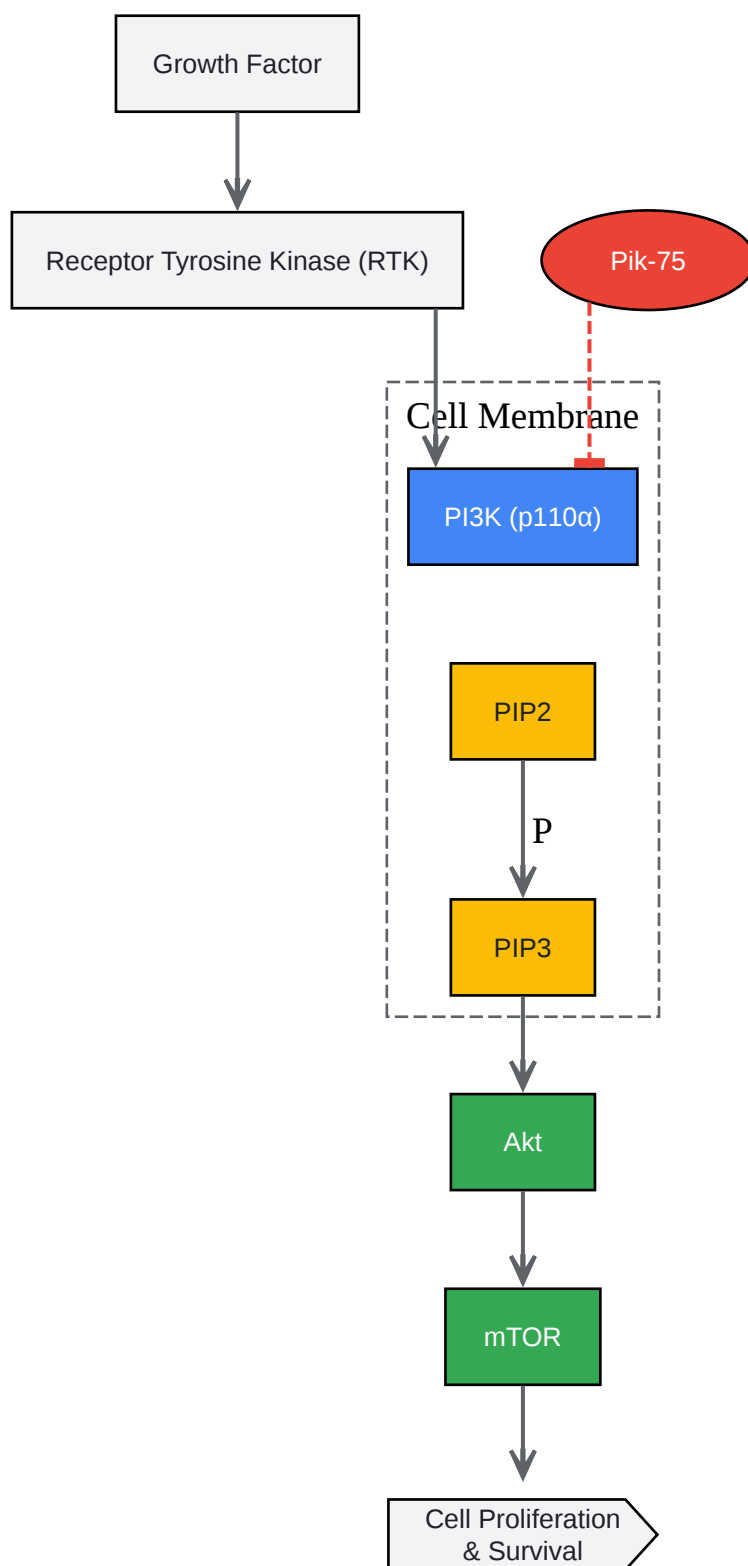 Growth Factor
Receptor Tyrosine Kinase (RTK)
Pik-75
Cell Membrane
PI3K (p110α)
PIP2
P
PIP3
Akt
mTOR
Cell Proliferation
& Survival